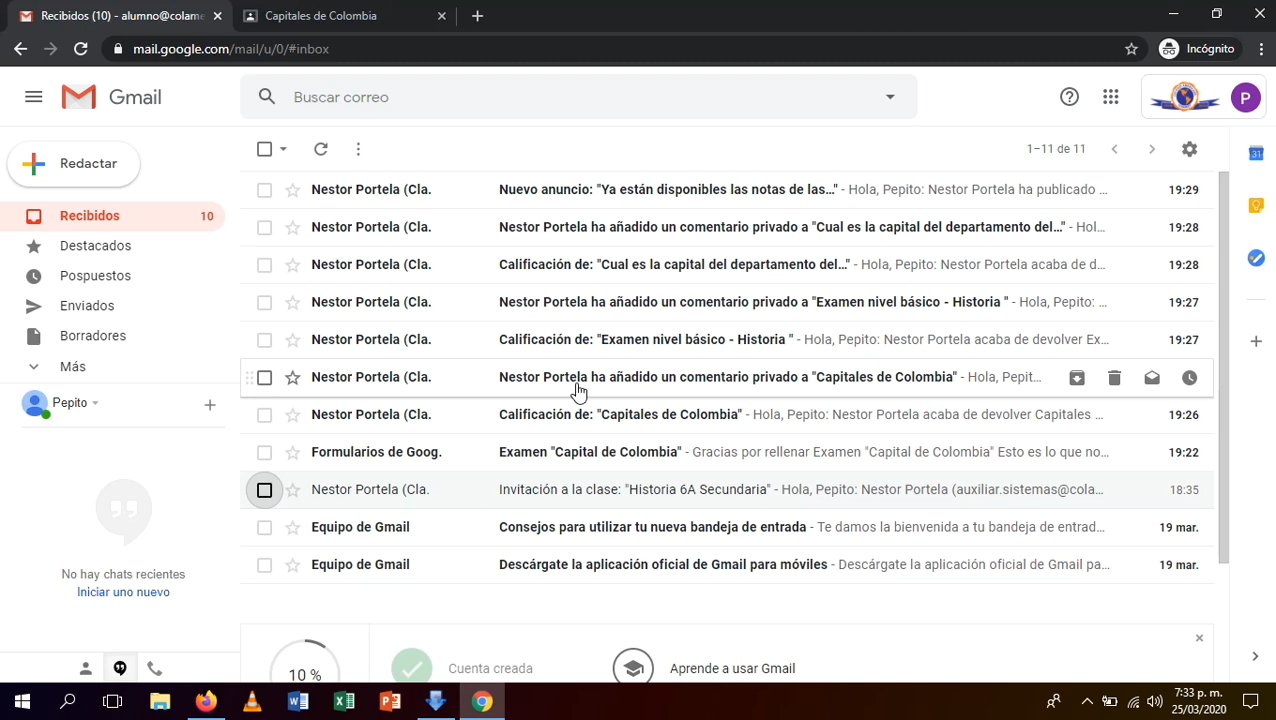 Recibidos (10) - alumno@colame
Capitales de Colombia
mail.google.com/mail/u/0/#inbox
Incógnito
Gmail
Buscar correo
P
Redactar
1–11 de 11
31
Recibidos 10
Destacados
Pospuestos
Enviados
Borradores
Más
Pepito
No hay chats recientes
Iniciar uno nuevo
Nestor Portela (Cla. Nuevo anuncio: "Ya están disponibles las notas de las..." - Hola, Pepito: Nestor Portela ha publicado ... 19:29
Nestor Portela (Cla. Nestor Portela ha añadido un comentario privado a "Cual es la capital del departamento del..." - Hol... 19:28
Nestor Portela (Cla. Calificación de: "Cual es la capital del departamento del..." - Hola, Pepito: Nestor Portela acaba de d... 19:28
Nestor Portela (Cla. Nestor Portela ha añadido un comentario privado a "Examen nivel básico - Historia " - Hola, Pepito: ... 19:27
Nestor Portela (Cla. Calificación de: "Examen nivel básico - Historia " - Hola, Pepito: Nestor Portela acaba de devolver Ex... 19:27
Nestor Portela (Cla. Nestor Portela ha añadido un comentario privado a "Capitales de Colombia" - Hola, Pepit...
Nestor Portela (Cla. Calificación de: "Capitales de Colombia" - Hola, Pepito: Nestor Portela acaba de devolver Capitales ... 19:26
Formularios de Goog. Examen "Capital de Colombia" - Gracias por rellenar Examen "Capital de Colombia" Esto es lo que no... 19:22
Nestor Portela (Cla. Invitación a la clase: "Historia 6A Secundaria" - Hola, Pepito: Nestor Portela (auxiliar.sistemas@cola... 18:35
Equipo de Gmail Consejos para utilizar tu nueva bandeja de entrada - Te damos la bienvenida a tu bandeja de entrad... 19 mar.
Equipo de Gmail Descárgate la aplicación oficial de Gmail para móviles - Descárgate la aplicación oficial de Gmail pa... 19 mar.
10 %
Cuenta creada
Aprende a usar Gmail
7:33 p. m.
25/03/2020